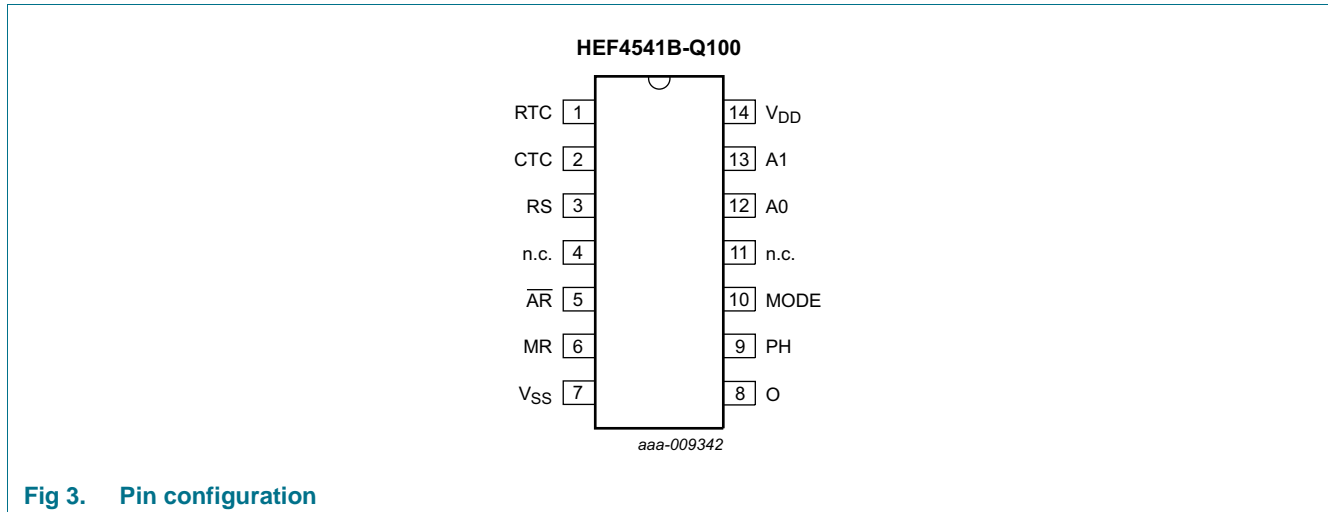 HEF4541B-Q100
RTC 1 14 VDD
CTC 2 13 A1
RS 3 12 A0
n.c. 4 11 n.c.
A̅R̅ 5 10 MODE
MR 6 9 PH
VSS 7 8 O
aaa-009342
Fig 3. Pin configuration